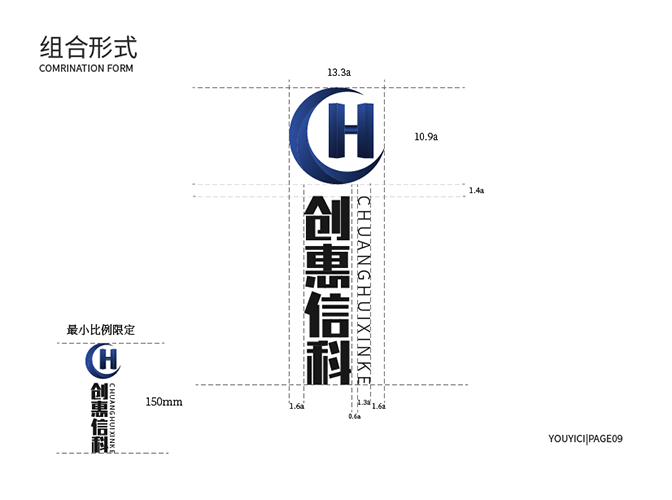 组合形式
COMRINATION FORM
13.3a
H
10.9a
1.4a
创惠信科
CHUANGHUIXINKE
1.6a
0.6a
1.3a
1.6a
最小比例限定
H
创惠信科
CHUANGHUIXINKE
150mm
YOUYICI|PAGE09